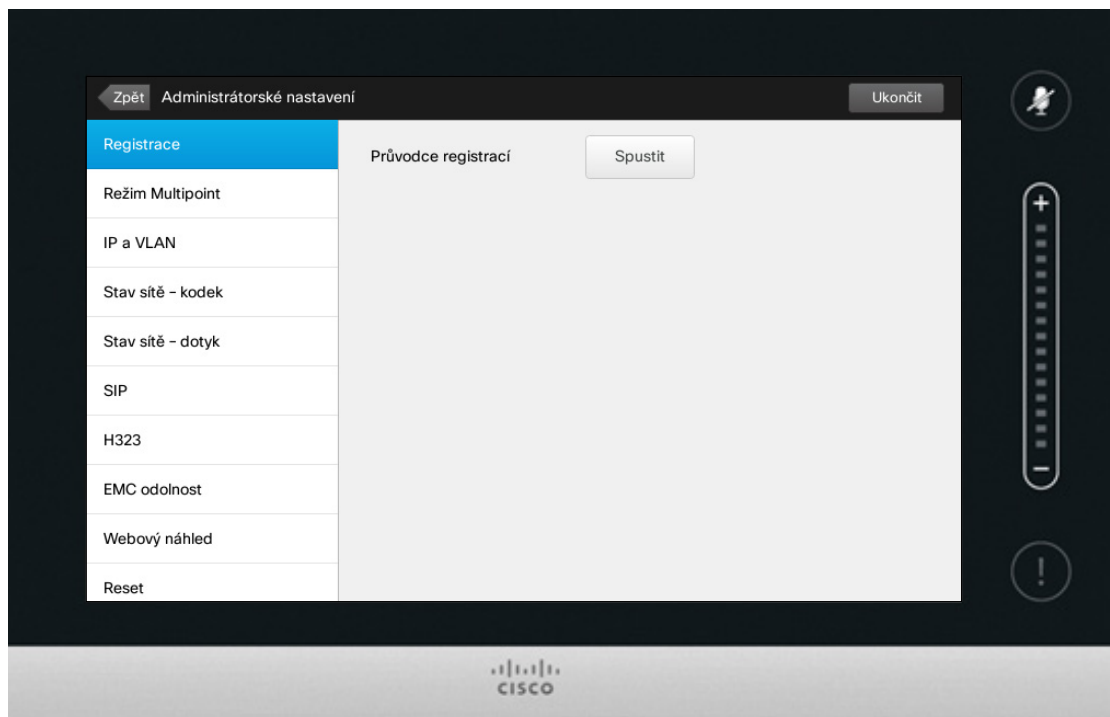 Zpět Administrátorské nastavení Ukončit
Registrace
Průvodce registrací Spustit
Režim Multipoint
IP a VLAN
Stav sítě – kodek
Stav sítě – dotyk
SIP
H323
EMC odolnost
Webový náhled
Reset
+
–
!
CISCO